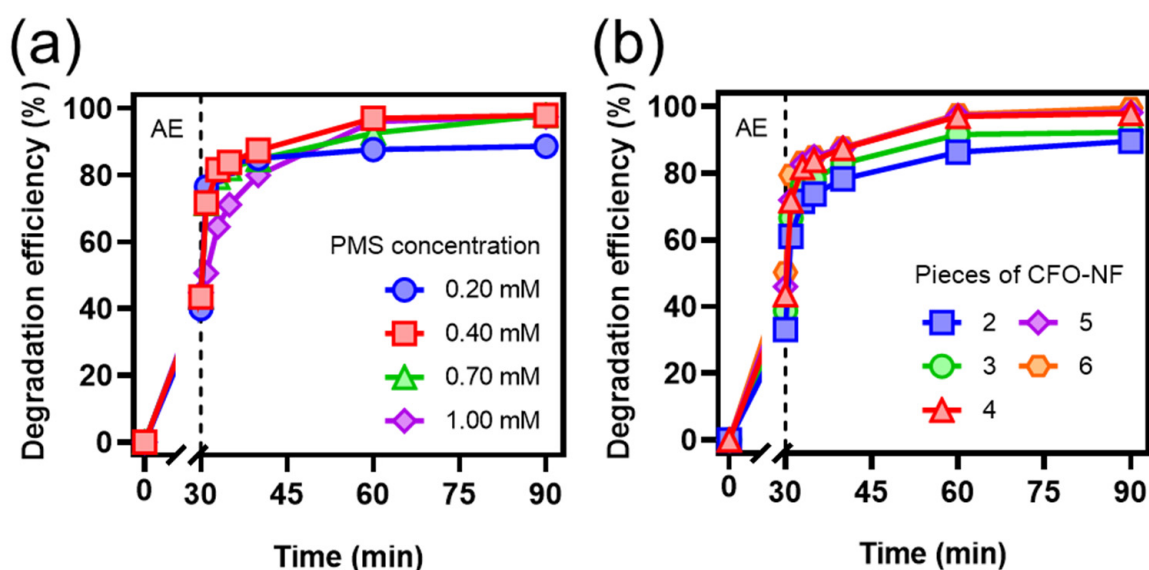 (a)
Degradation efficiency (%)
100
80
60
40
20
0
AE
PMS concentration
0.20 mM
0.40 mM
0.70 mM
1.00 mM
0 30 45 60 75 90
Time (min)
(b)
Degradation efficiency (%)
100
80
60
40
20
0
AE
Pieces of CFO-NF
2 5
3 6
4
0 30 45 60 75 90
Time (min)